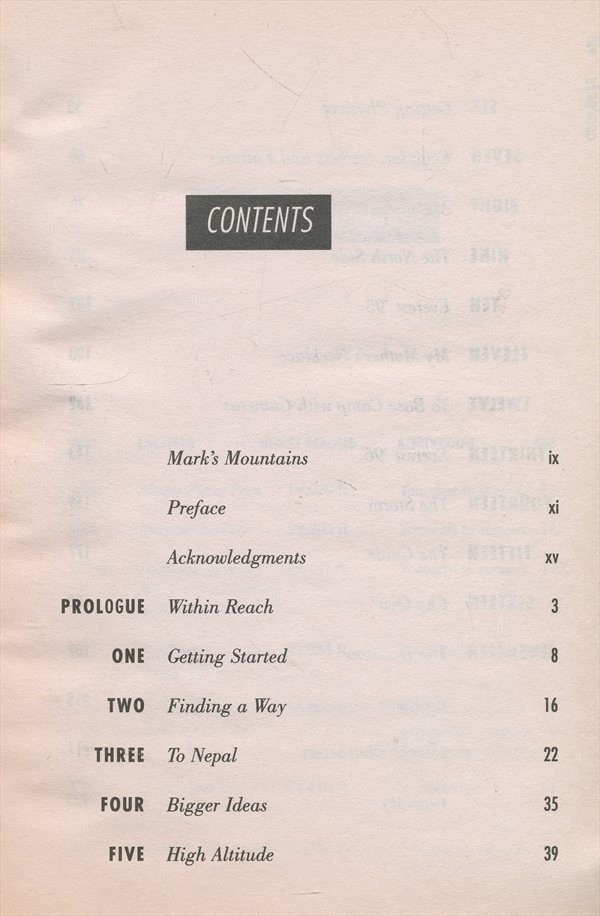 CONTENTS
Mark's Mountains ix
Preface xi
Acknowledgments xv
PROLOGUE Within Reach 3
ONE Getting Started 8
TWO Finding a Way 16
THREE To Nepal 22
FOUR Bigger Ideas 35
FIVE High Altitude 39